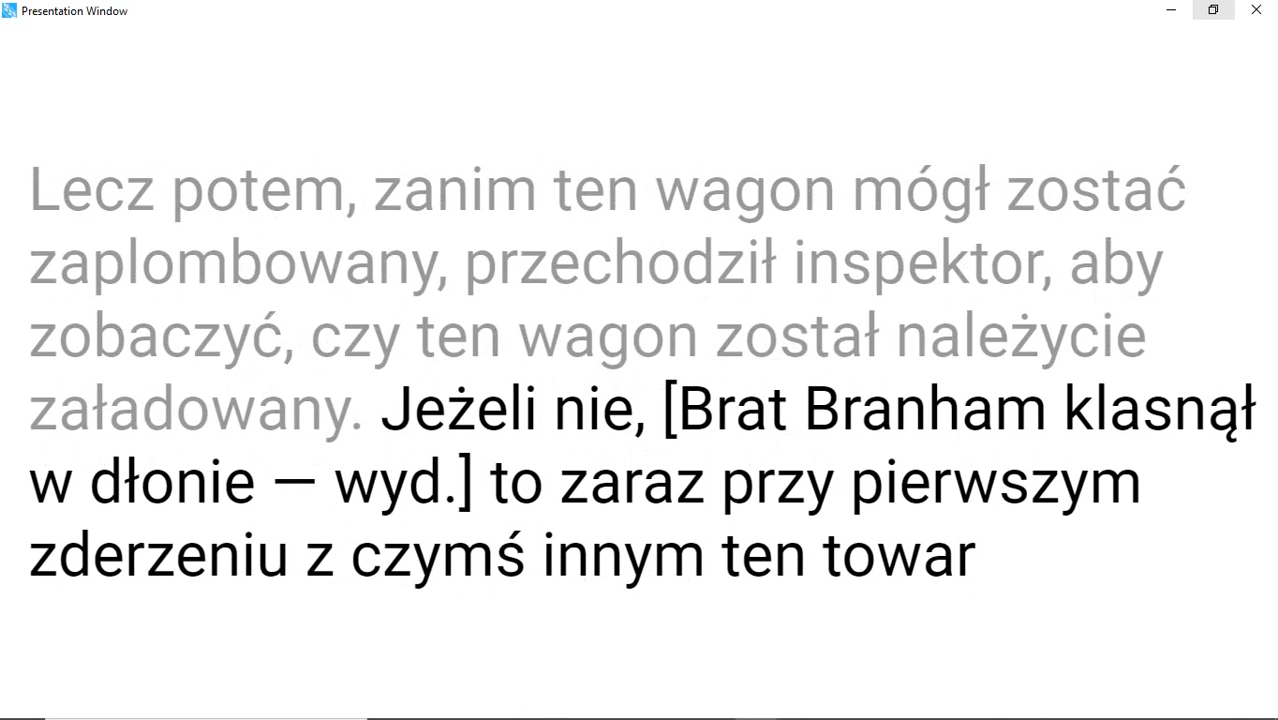 Presentation Window
Lecz potem, zanim ten wagon mógł zostać
zaplombowany, przechodził inspektor, aby
zobaczyć, czy ten wagon został należycie
załadowany. Jeżeli nie, [Brat Branham klasnął
w dłonie — wyd.] to zaraz przy pierwszym
zderzeniu z czymś innym ten towar